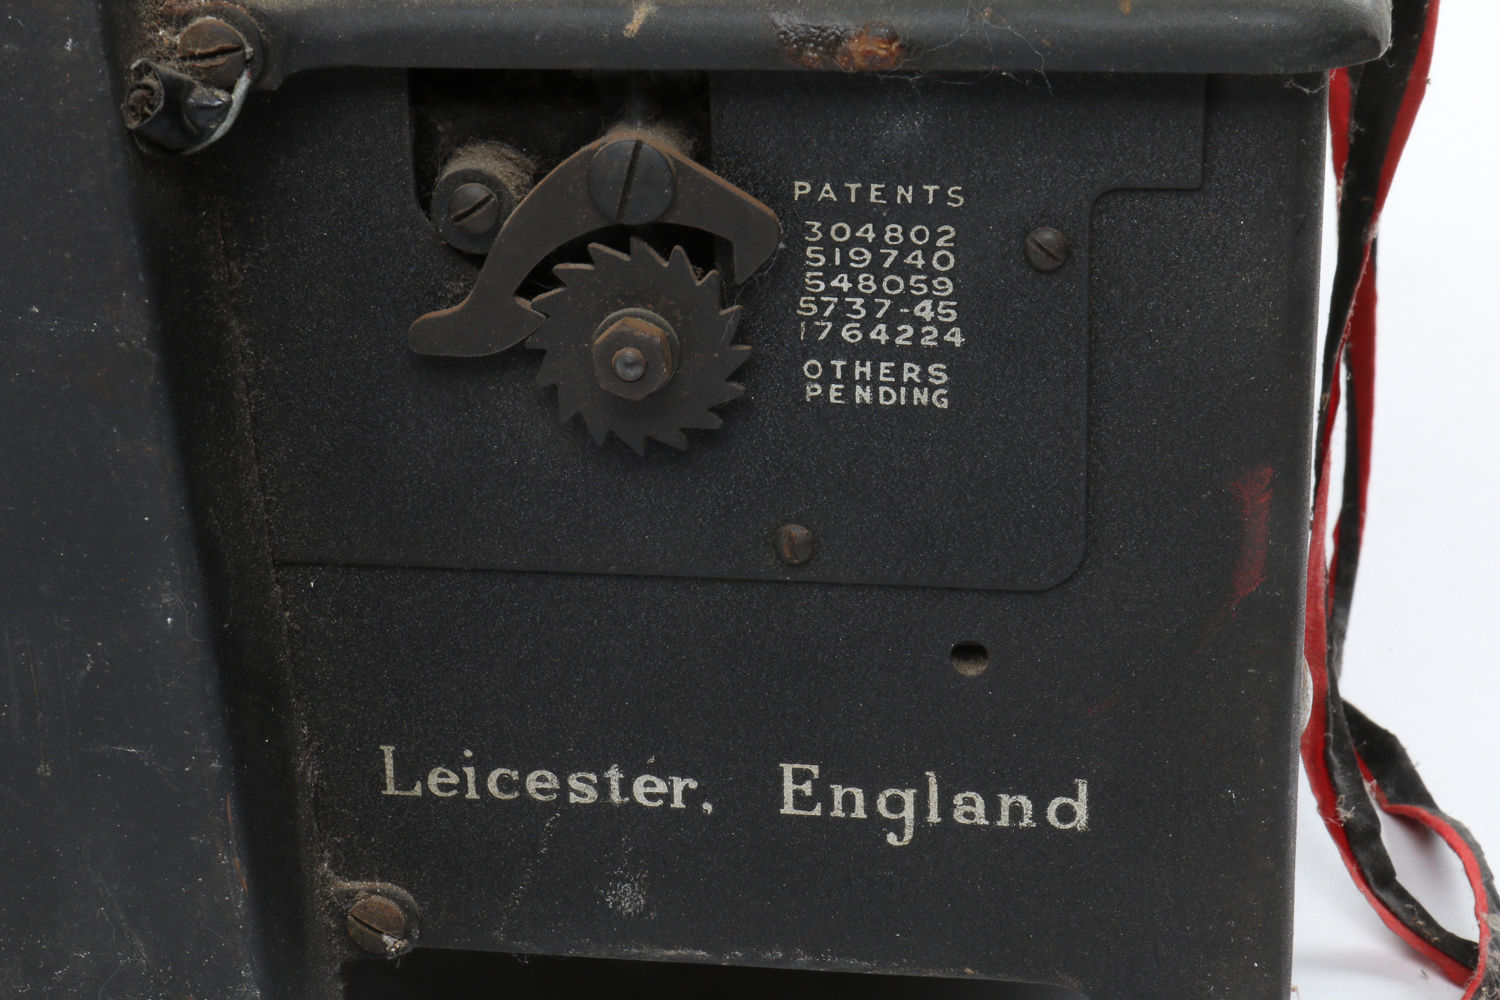 PATENTS
304802
519740
548059
5737-45
1764224
OTHERS
PENDING
Leicester, England